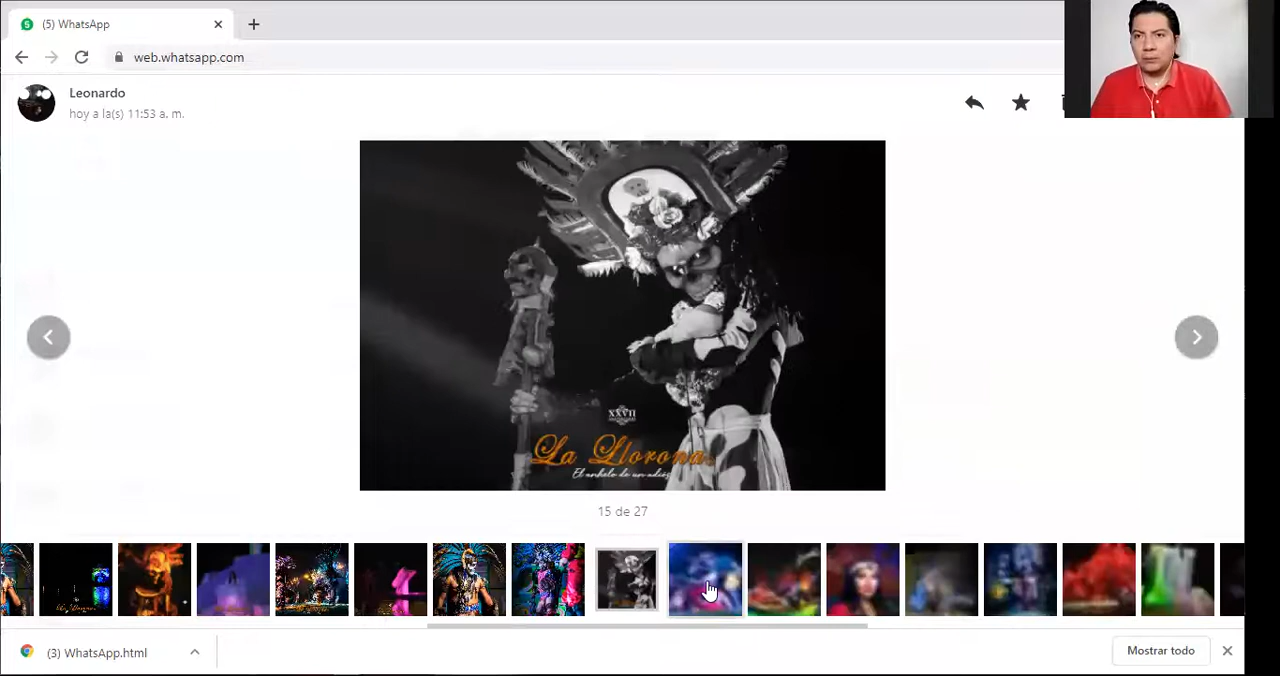 (5) WhatsApp
web.whatsapp.com
Leonardo
hoy a la(s) 11:53 a. m.
XXVII
La Llorona
El anhelo de un adiós
15 de 27
(3) WhatsApp.html
Mostrar todo